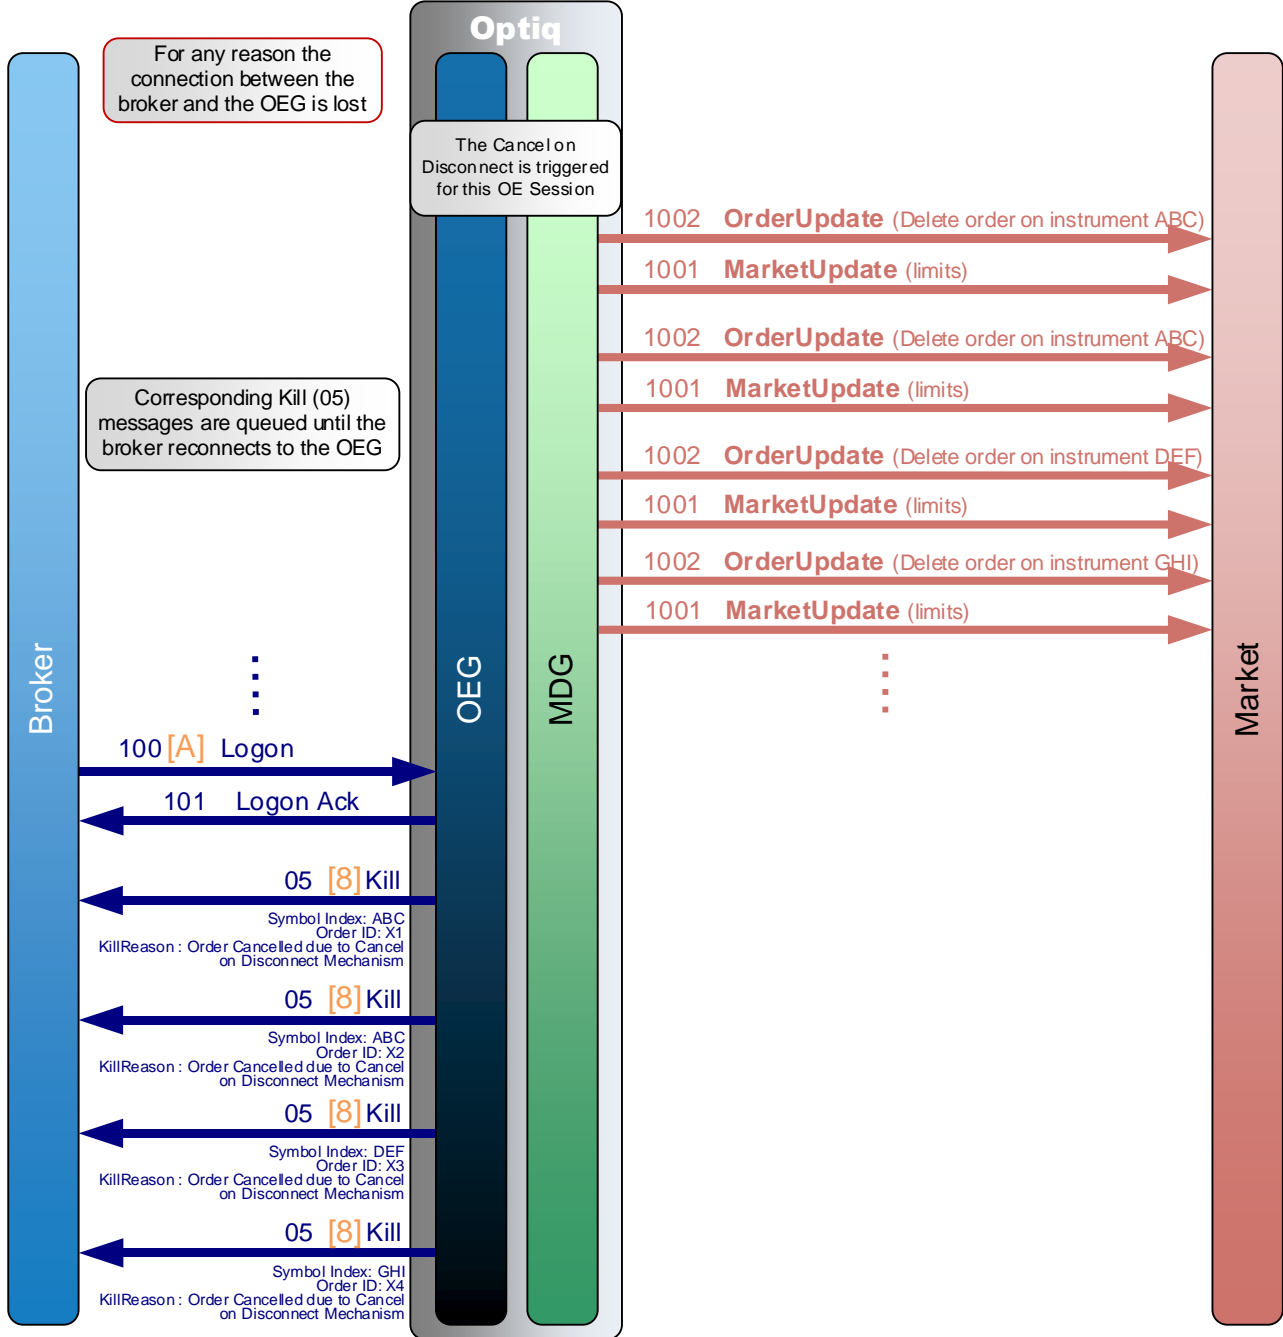 Optiq
For any reason the
connection between the
broker and the OEG is lost
The Cancel on
Disconnect is triggered
for this OE Session
1002 OrderUpdate (Delete order on instrument ABC)
1001 MarketUpdate (limits)
1002 OrderUpdate (Delete order on instrument ABC)
1001 MarketUpdate (limits)
Corresponding Kill (05)
messages are queued until the
broker reconnects to the OEG
1002 OrderUpdate (Delete order on instrument DEF)
1001 MarketUpdate (limits)
1002 OrderUpdate (Delete order on instrument GHI)
1001 MarketUpdate (limits)
Broker
OEG
MDG
Market
100 [A] Logon
101 Logon Ack
05 [8] Kill
Symbol Index: ABC
Order ID: X1
KillReason : Order Cancelled due to Cancel
on Disconnect Mechanism
05 [8] Kill
Symbol Index: ABC
Order ID: X2
KillReason : Order Cancelled due to Cancel
on Disconnect Mechanism
05 [8] Kill
Symbol Index: DEF
Order ID: X3
KillReason : Order Cancelled due to Cancel
on Disconnect Mechanism
05 [8] Kill
Symbol Index: GHI
Order ID: X4
KillReason : Order Cancelled due to Cancel
on Disconnect Mechanism